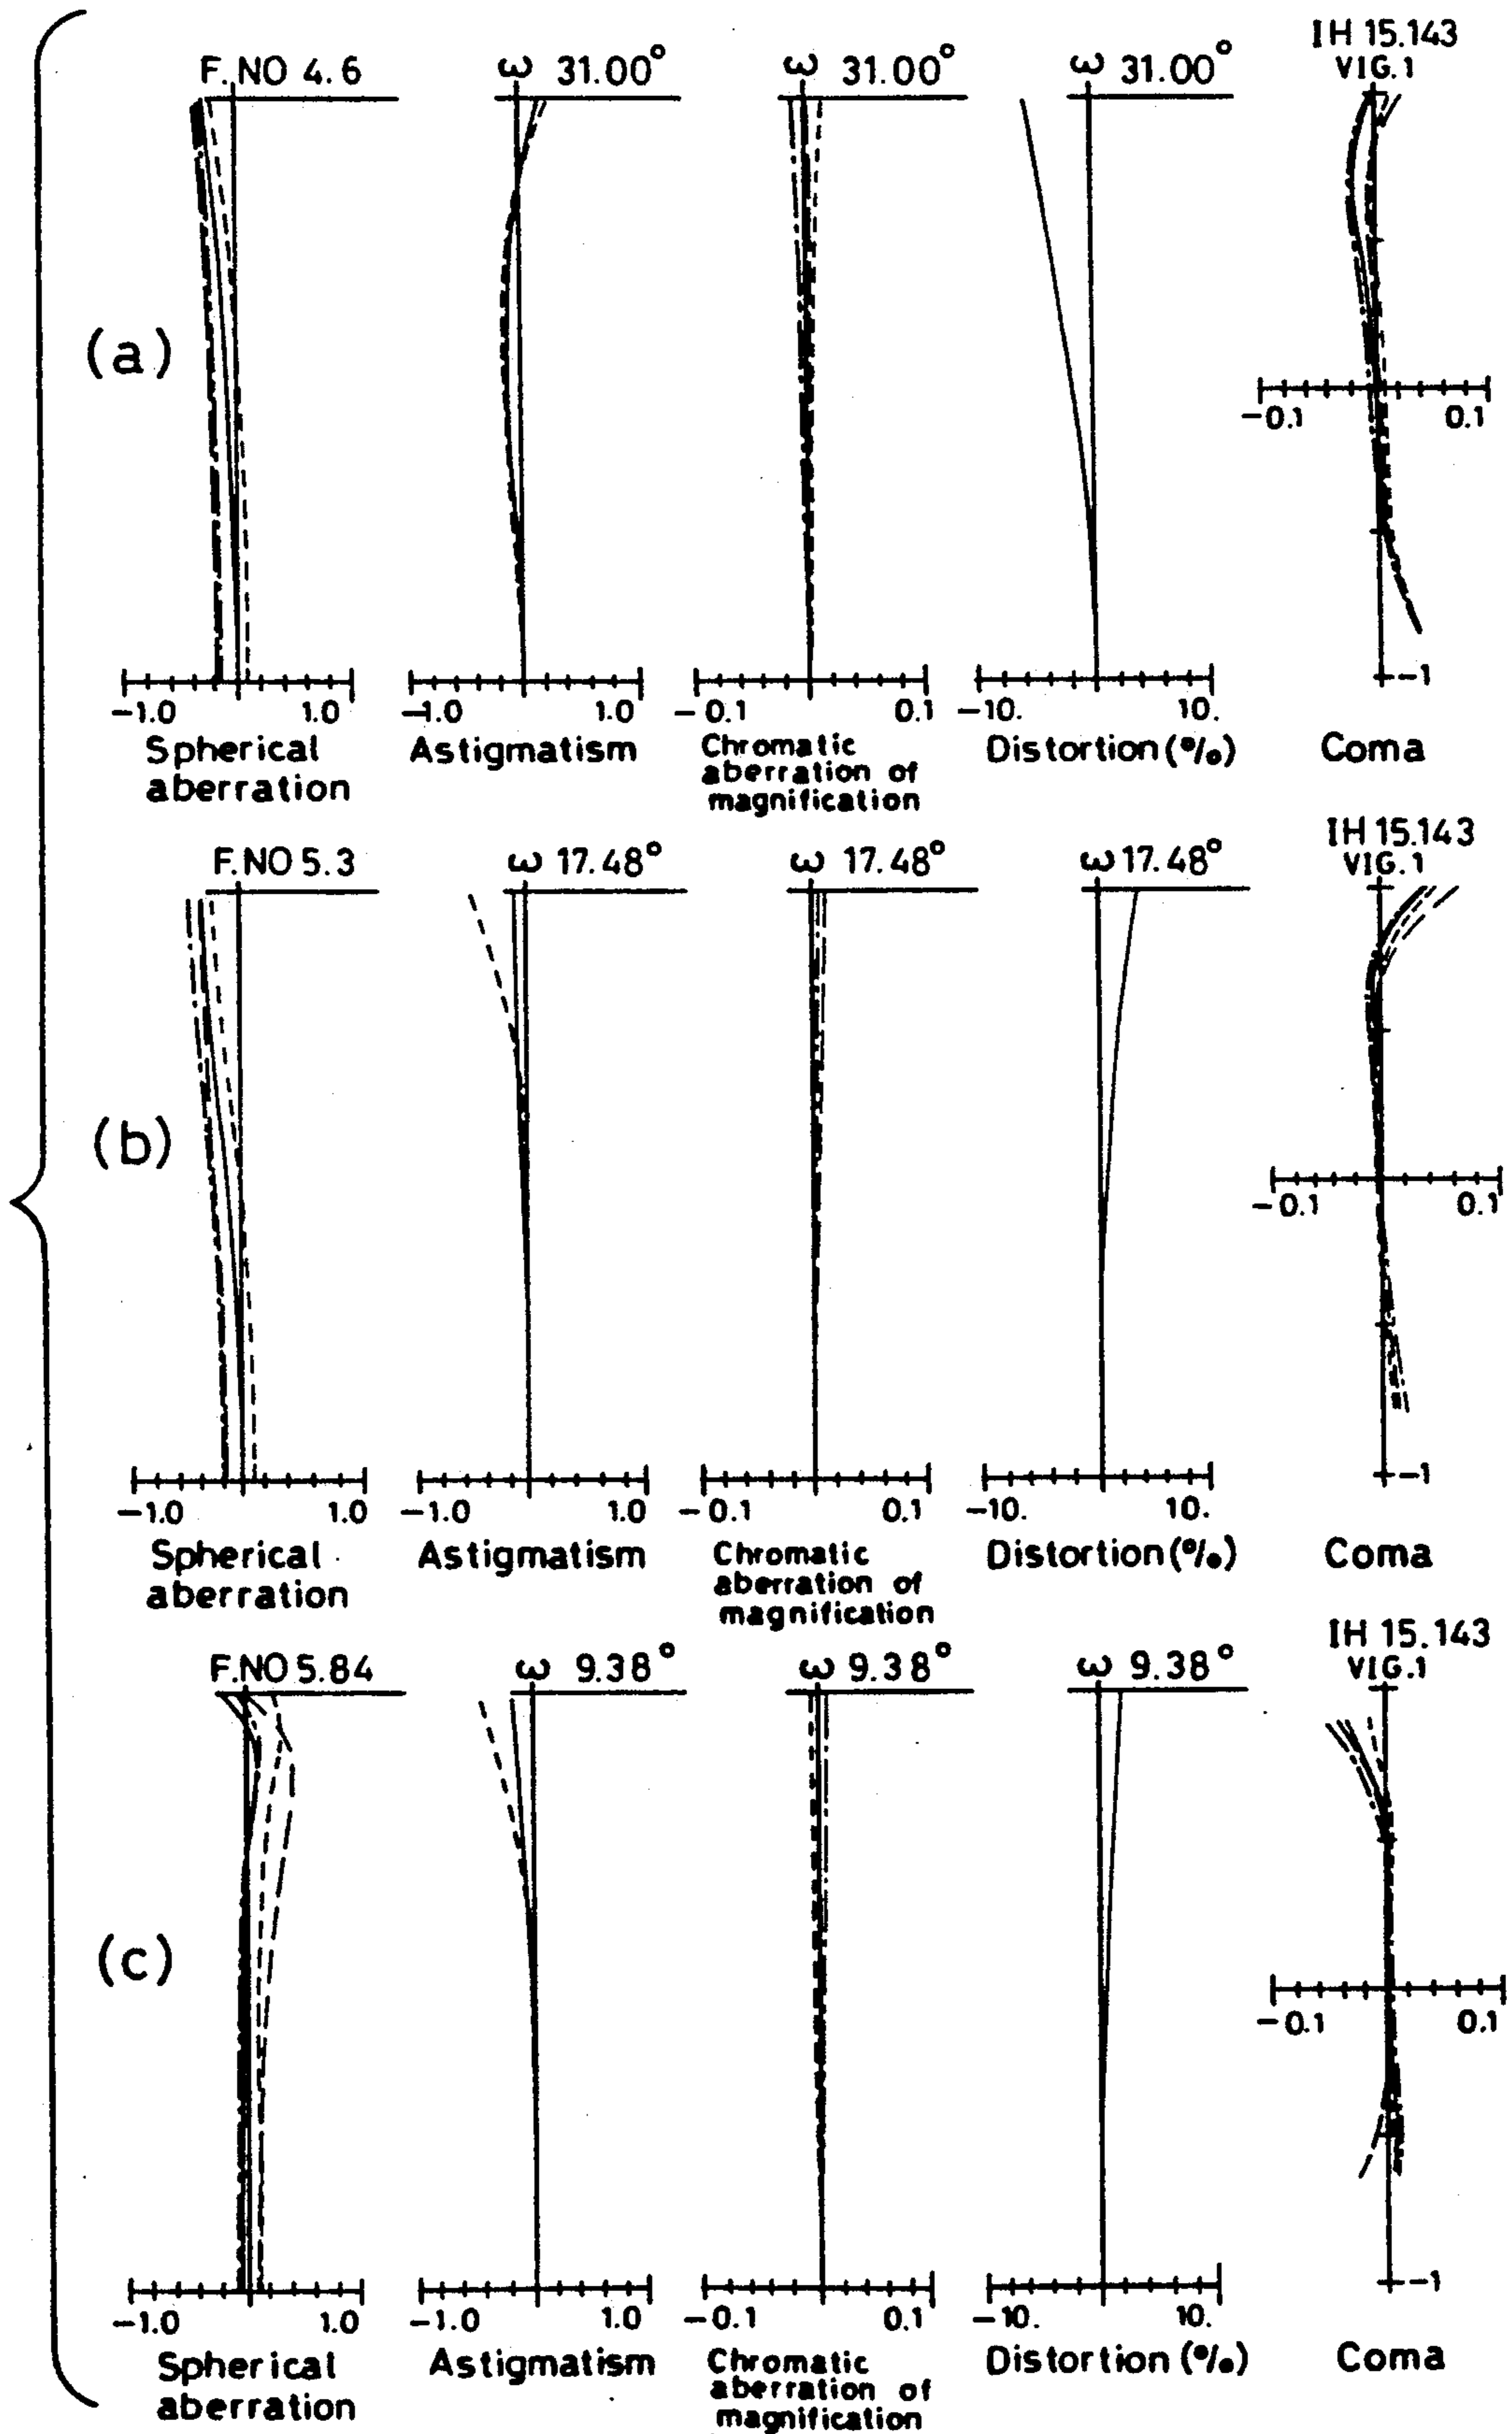 (a)
F.NO 4.6
ω 31.00°
ω 31.00°
ω 31.00°
IH 15.143
VIG.1
-0.1 0.1
-1
-1.0 1.0
-1.0 1.0
-0.1 0.1
-10. 10.
Spherical
aberration
Astigmatism
Chromatic
aberration of
magnification
Distortion (%)
Coma
(b)
F.NO 5.3
ω 17.48°
ω 17.48°
ω 17.48°
IH 15.143
VIG.1
-0.1 0.1
-1
-1.0 1.0
-1.0 1.0
-0.1 0.1
-10. 10.
Spherical
aberration
Astigmatism
Chromatic
aberration of
magnification
Distortion (%)
Coma
(c)
F.NO 5.84
ω 9.38°
ω 9.38°
ω 9.38°
IH 15.143
VIG.1
-0.1 0.1
-1
-1.0 1.0
-1.0 1.0
-0.1 0.1
-10. 10.
Spherical
aberration
Astigmatism
Chromatic
aberration of
magnification
Distortion (%)
Coma